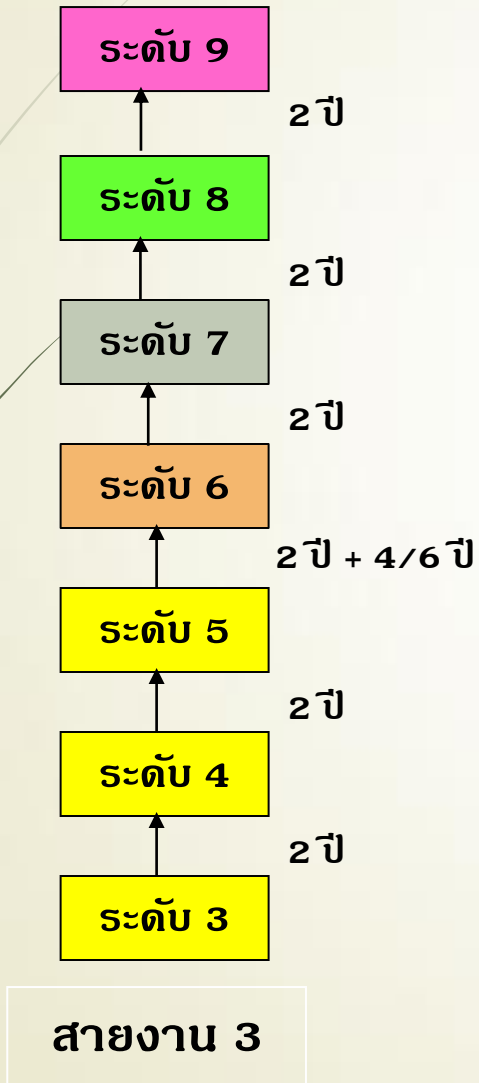 ระดับ 9
2 ปี
ระดับ 8
2 ปี
ระดับ 7
2 ปี
ระดับ 6
2 ปี + 4/6 ปี
ระดับ 5
2 ปี
ระดับ 4
2 ปี
ระดับ 3
สายงาน 3